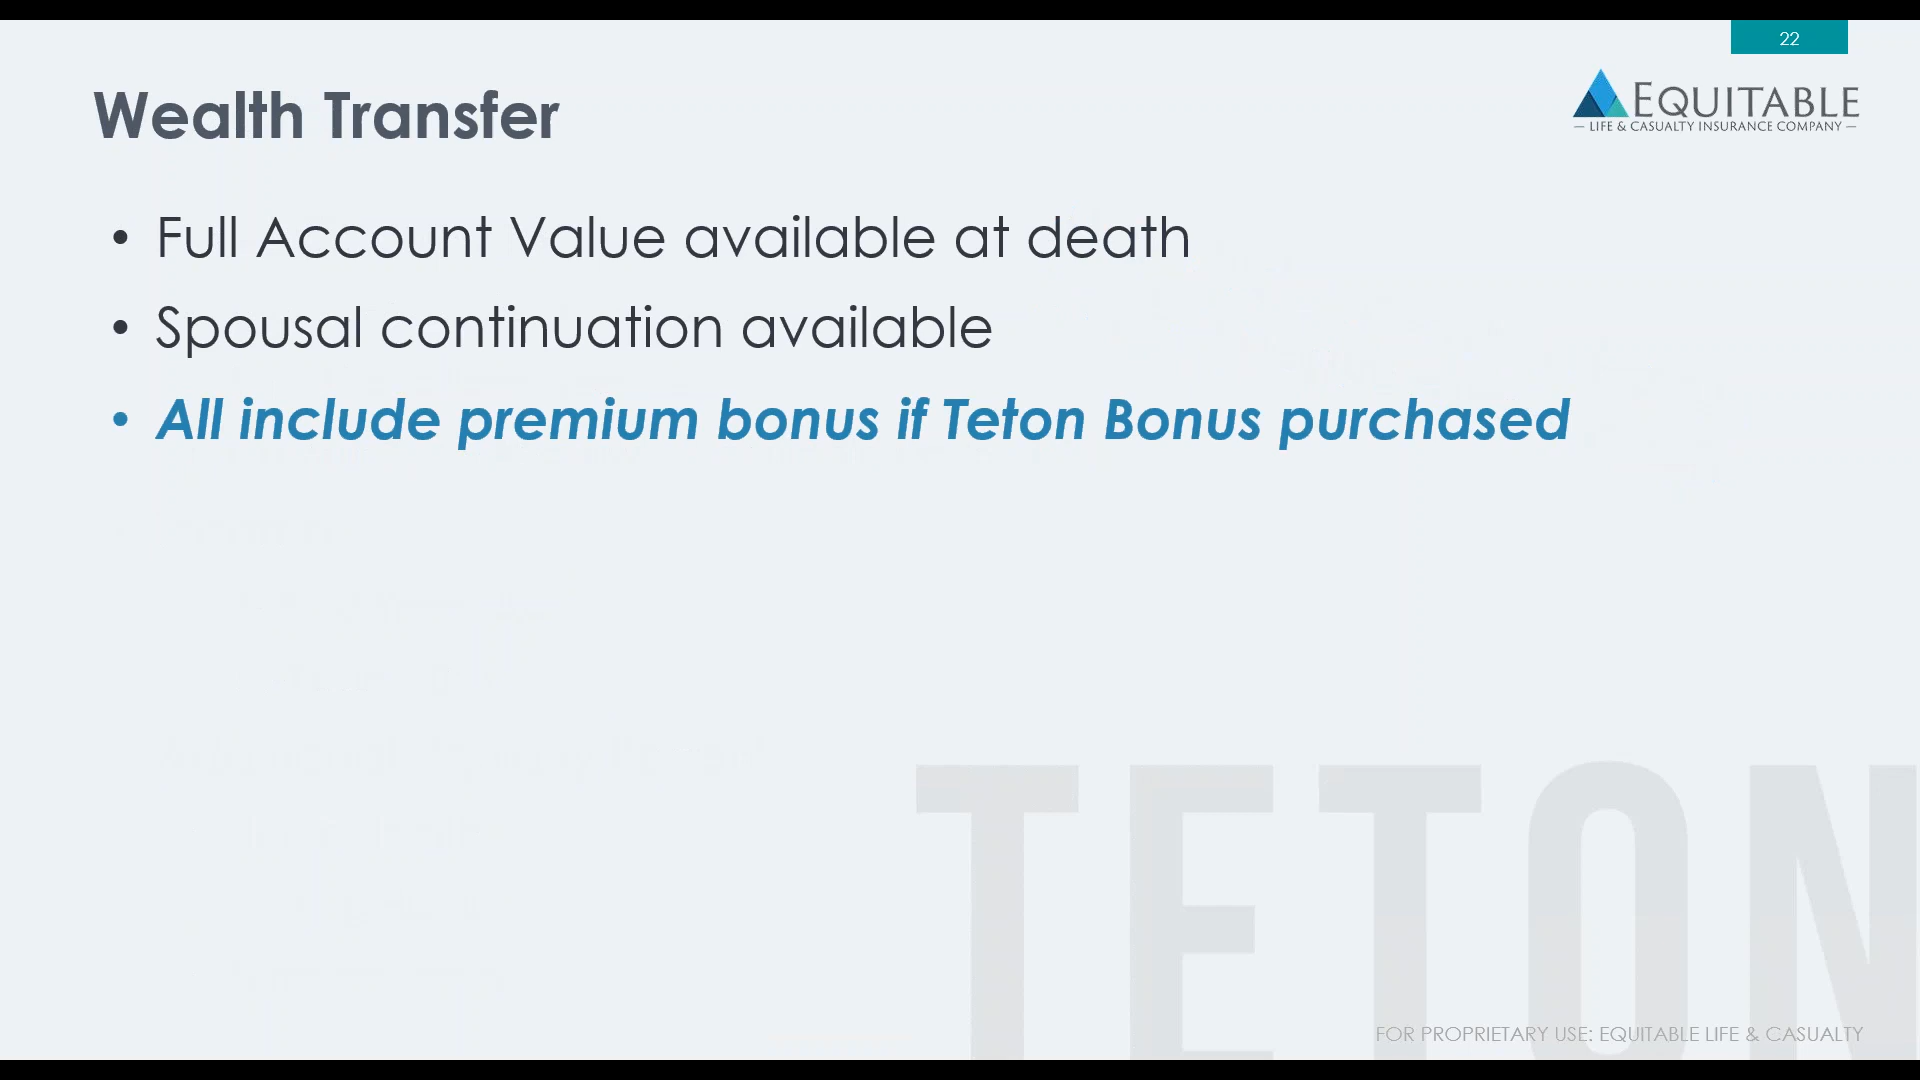 22
EQUITABLE
— LIFE & CASUALTY INSURANCE COMPANY —
Wealth Transfer
• Full Account Value available at death
• Spousal continuation available
• All include premium bonus if Teton Bonus purchased
TETON
FOR PROPRIETARY USE: EQUITABLE LIFE & CASUALTY